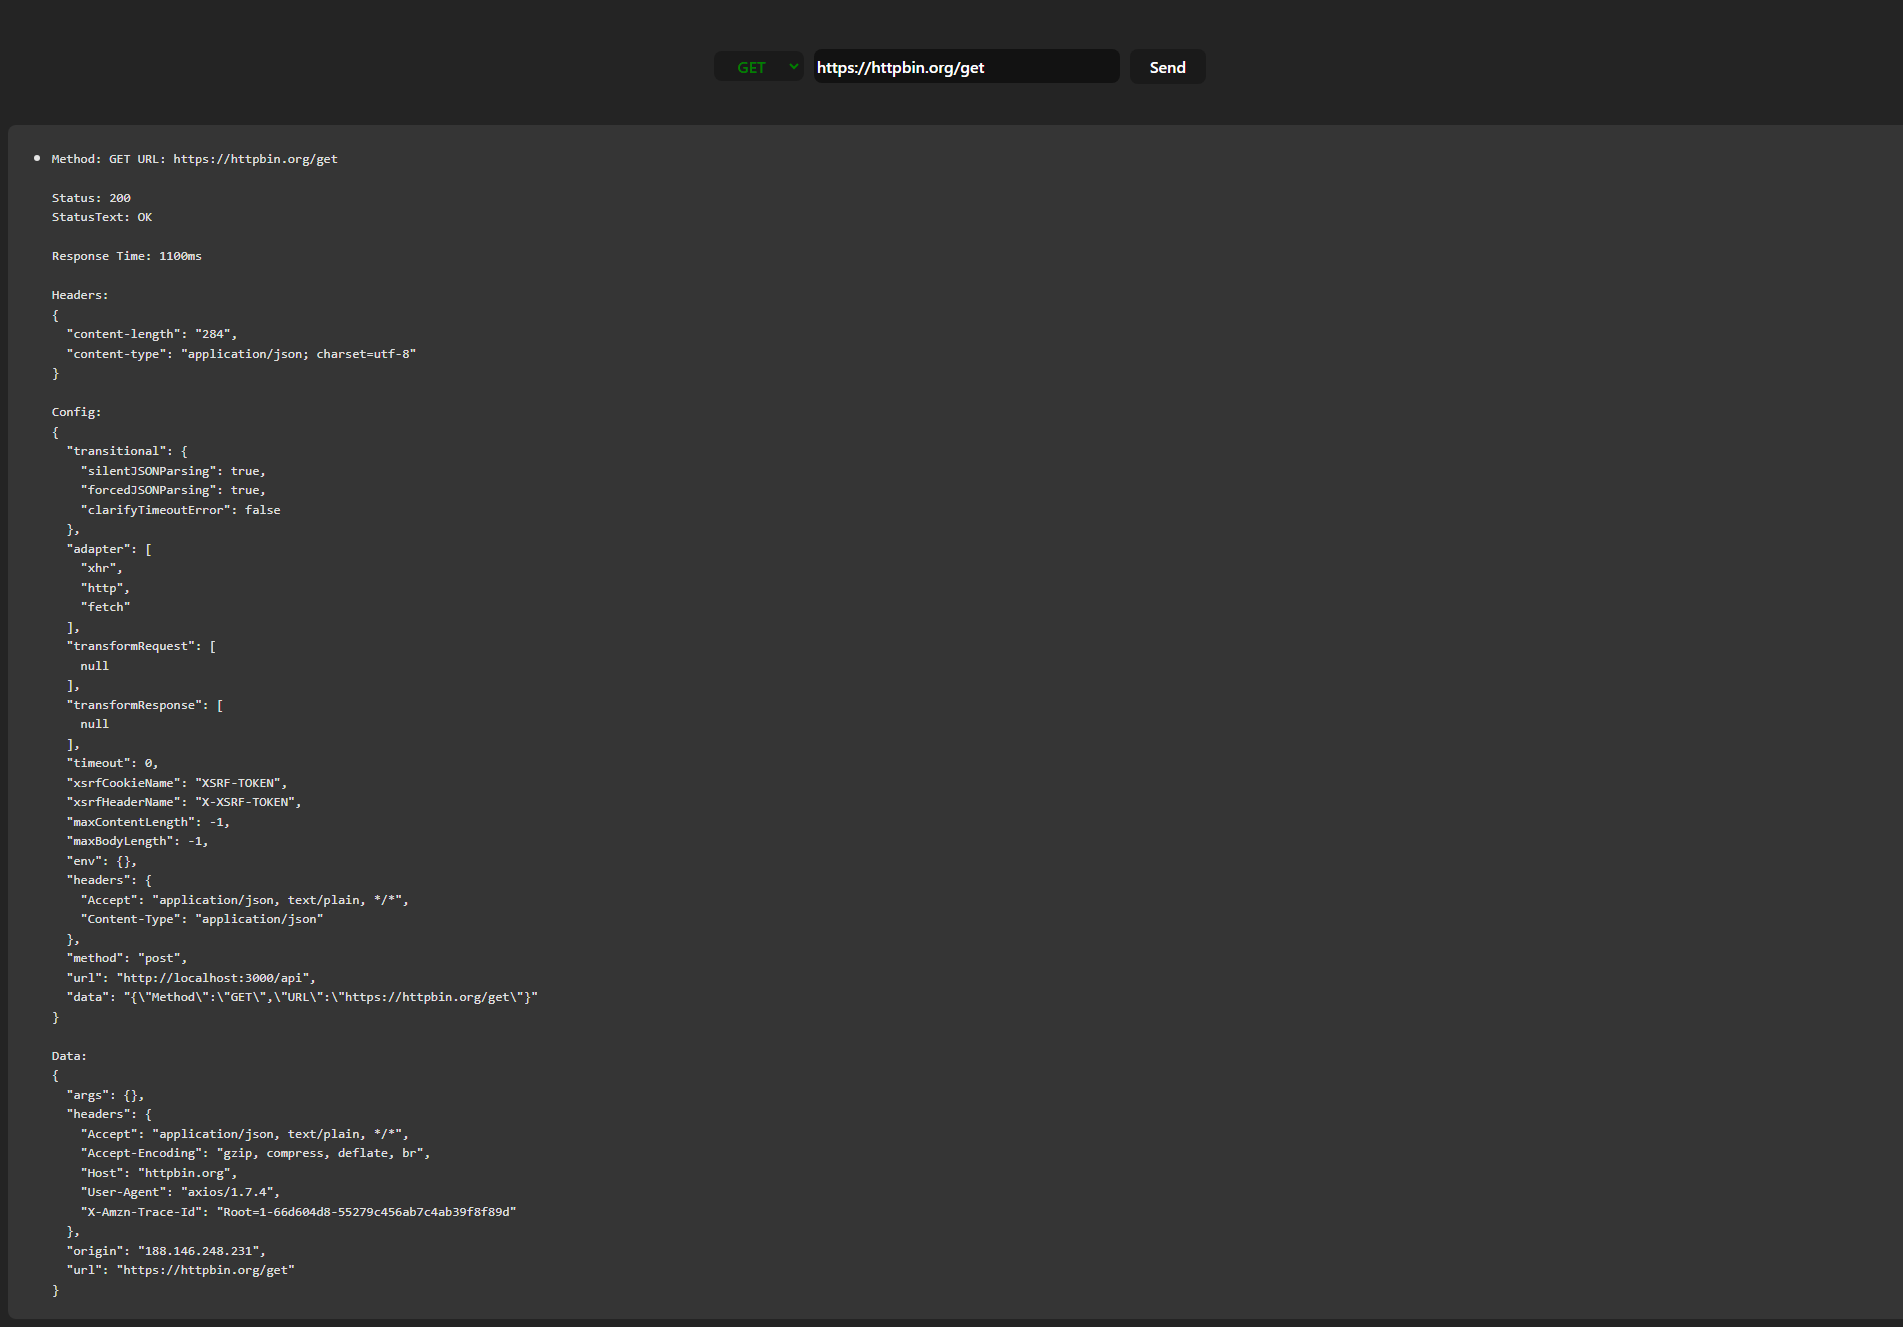 GET
https://httpbin.org/get
Send
Method: GET URL: https://httpbin.org/get
Status: 200
StatusText: OK
Response Time: 1100ms
Headers:
{
  "content-length": "284",
  "content-type": "application/json; charset=utf-8"
}
Config:
{
  "transitional": {
    "silentJSONParsing": true,
    "forcedJSONParsing": true,
    "clarifyTimeoutError": false
  },
  "adapter": [
    "xhr",
    "http",
    "fetch"
  ],
  "transformRequest": [
    null
  ],
  "transformResponse": [
    null
  ],
  "timeout": 0,
  "xsrfCookieName": "XSRF-TOKEN",
  "xsrfHeaderName": "X-XSRF-TOKEN",
  "maxContentLength": -1,
  "maxBodyLength": -1,
  "env": {},
  "headers": {
    "Accept": "application/json, text/plain, */*",
    "Content-Type": "application/json"
  },
  "method": "post",
  "url": "http://localhost:3000/api",
  "data": "{\"Method\":\"GET\",\"URL\":\"https://httpbin.org/get\"}"
}
Data:
{
  "args": {},
  "headers": {
    "Accept": "application/json, text/plain, */*",
    "Accept-Encoding": "gzip, compress, deflate, br",
    "Host": "httpbin.org",
    "User-Agent": "axios/1.7.4",
    "X-Amzn-Trace-Id": "Root=1-66d604d8-55279c456ab7c4ab39f8f89d"
  },
  "origin": "188.146.248.231",
  "url": "https://httpbin.org/get"
}